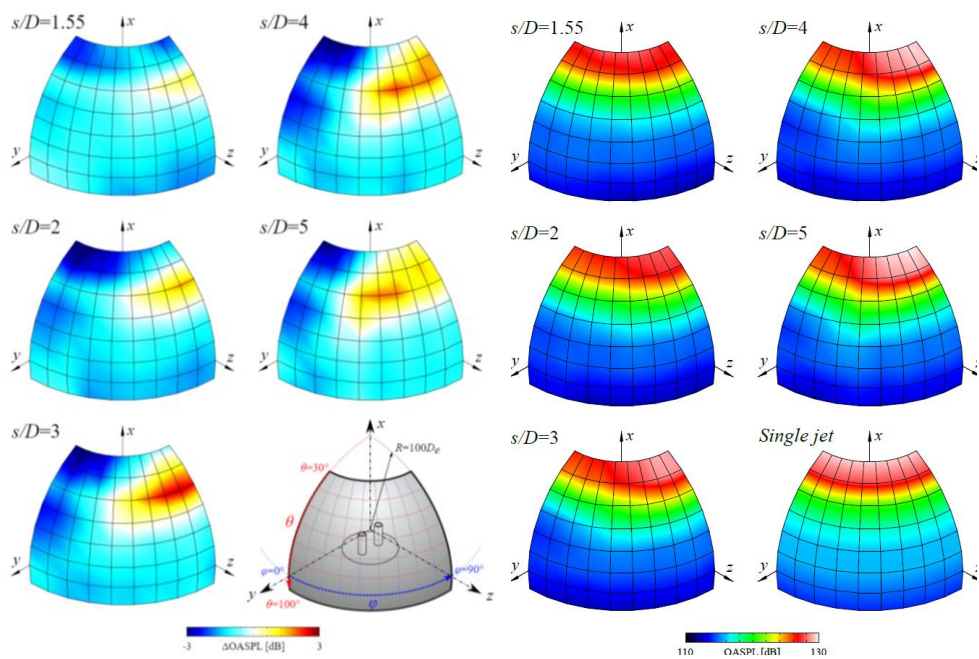 s/D=1.55
x
y
z
s/D=4
x
y
z
s/D=1.55
x
y
z
s/D=4
x
y
z
s/D=2
x
y
z
s/D=5
x
y
z
s/D=2
x
y
z
s/D=5
x
y
z
s/D=3
x
y
z
x
R=100Dₑ
θ=30°
θ
φ=0°
φ=90°
θ=100°
φ
y
z
s/D=3
x
y
z
Single jet
x
y
z
-3 ΔOASPL [dB] 3
110 OASPL [dB] 130